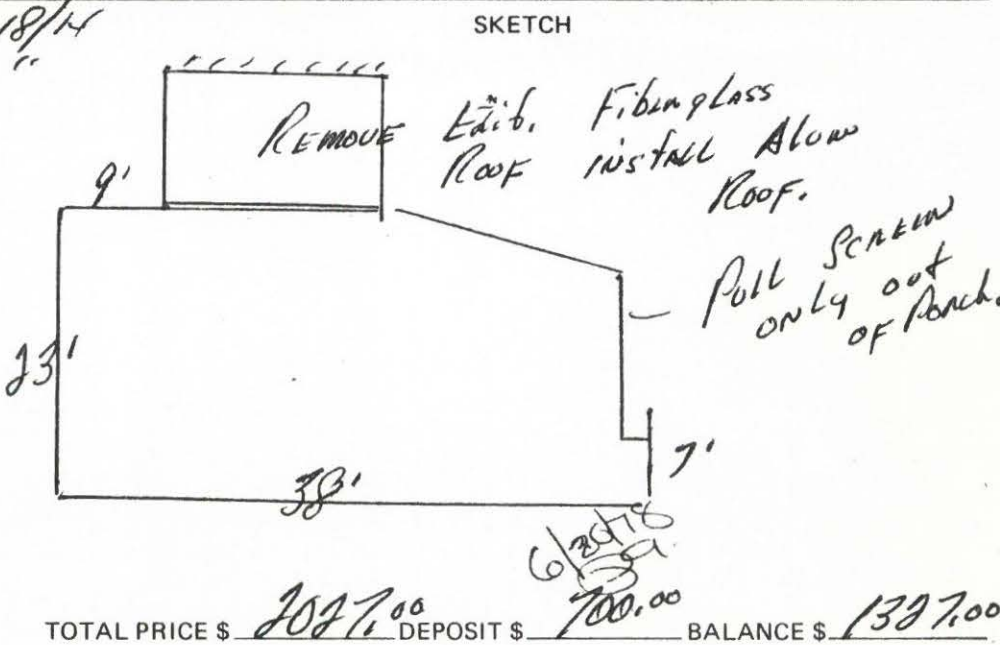 18/14
"
SKETCH
REMOVE Exit. Fiberglass
Roof install Alum
Roof.
9'
Pull Screen
only out
of Porch.
23'
7'
38'
TOTAL PRICE $ 2027.00 DEPOSIT $ 700.00 BALANCE $ 1327.00